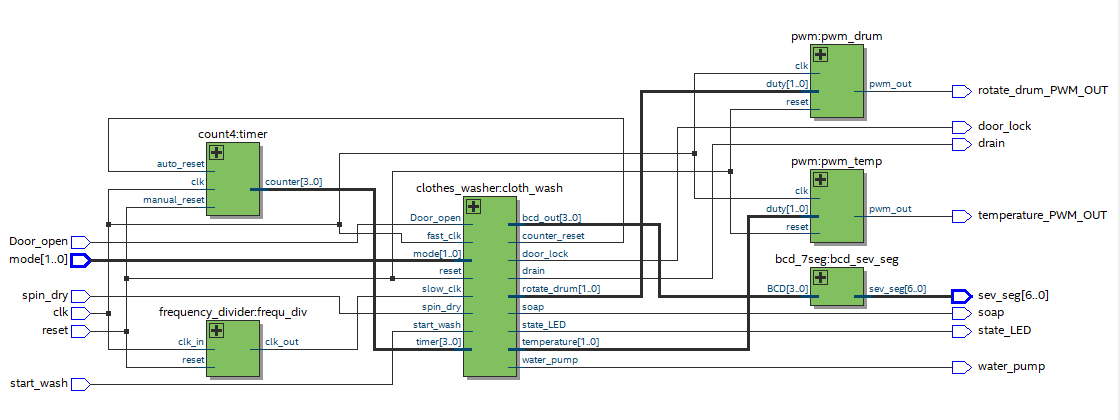 pwm:pwm_drum
clk
duty[1..0]
reset
pwm_out
rotate_drum_PWM_OUT
door_lock
drain
count4:timer
auto_reset
clk
manual_reset
counter[3..0]
pwm:pwm_temp
clk
duty[1..0]
reset
pwm_out
temperature_PWM_OUT
clothes_washer:cloth_wash
Door_open
fast_clk
mode[1..0]
reset
slow_clk
spin_dry
start_wash
timer[3..0]
bcd_out[3..0]
counter_reset
door_lock
drain
rotate_drum[1..0]
soap
state_LED
temperature[1..0]
water_pump
Door_open
mode[1..0]
spin_dry
clk
reset
start_wash
frequency_divider:frequ_div
clk_in
reset
clk_out
bcd_7seg:bcd_sev_seg
BCD[3..0]
sev_seg[6..0]
sev_seg[6..0]
soap
state_LED
water_pump